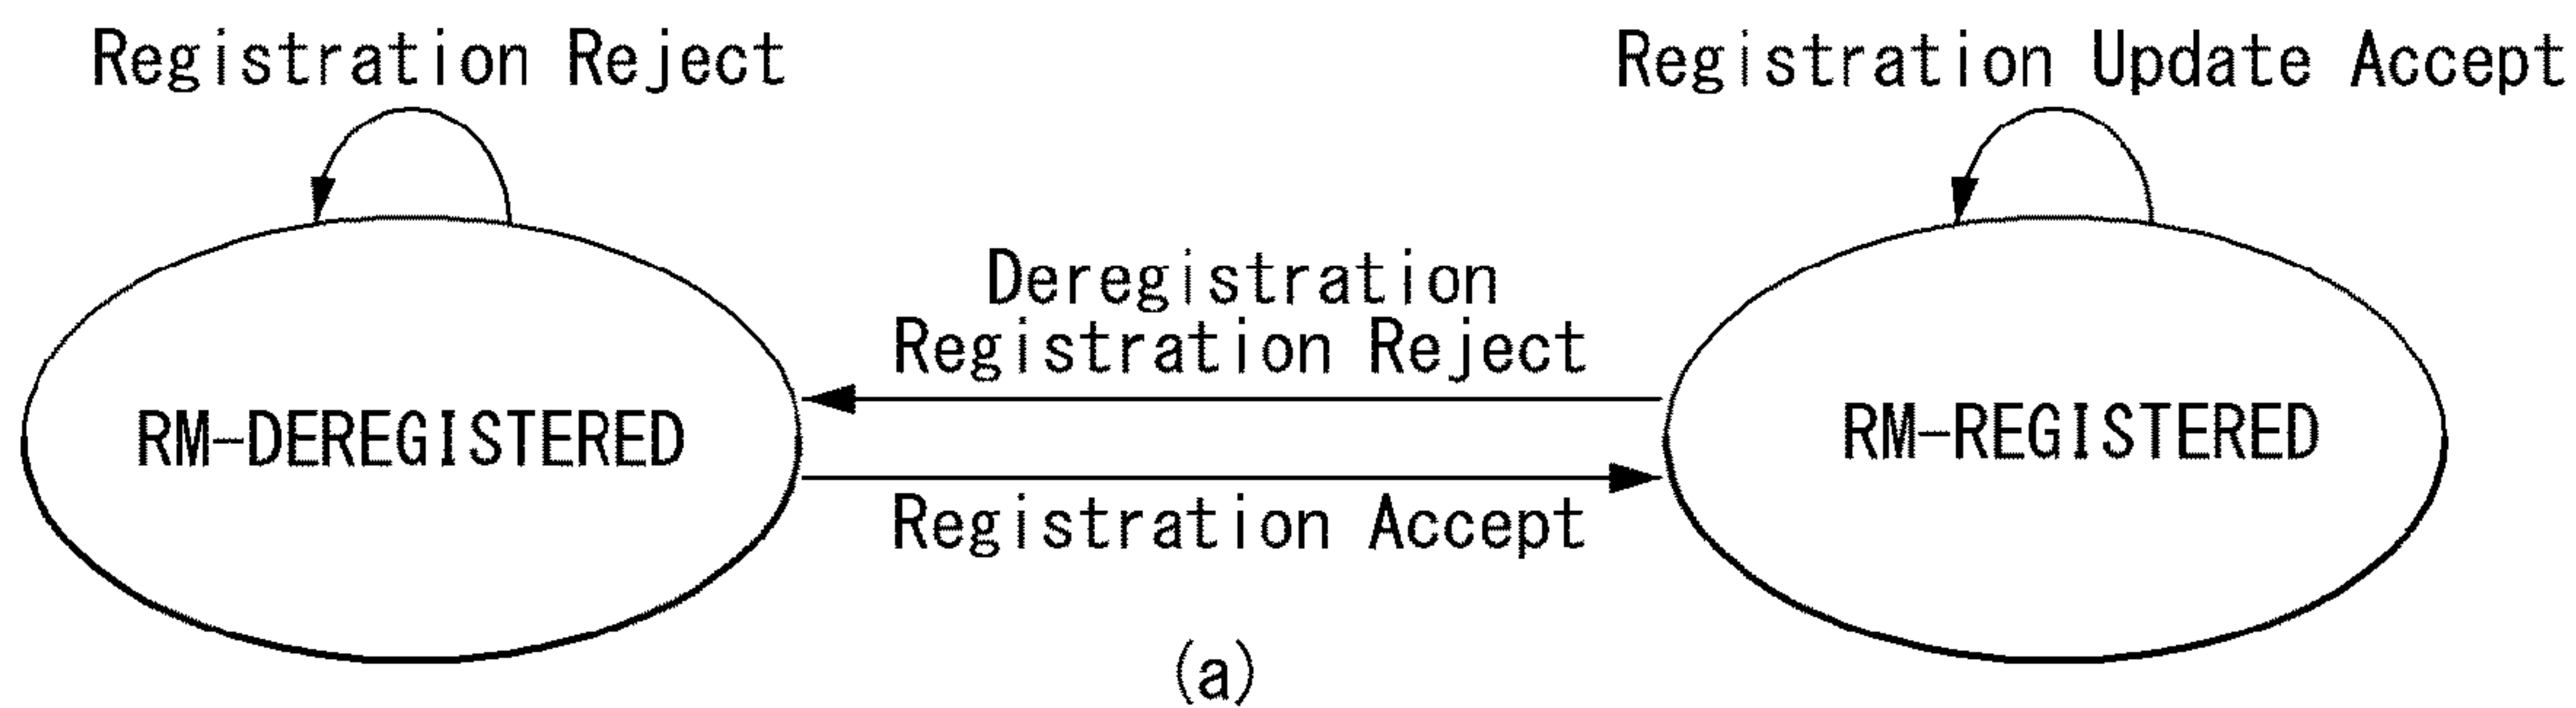 Registration Reject
Registration Update Accept
Deregistration
Registration Reject
RM-DEREGISTERED
RM-REGISTERED
Registration Accept
(a)